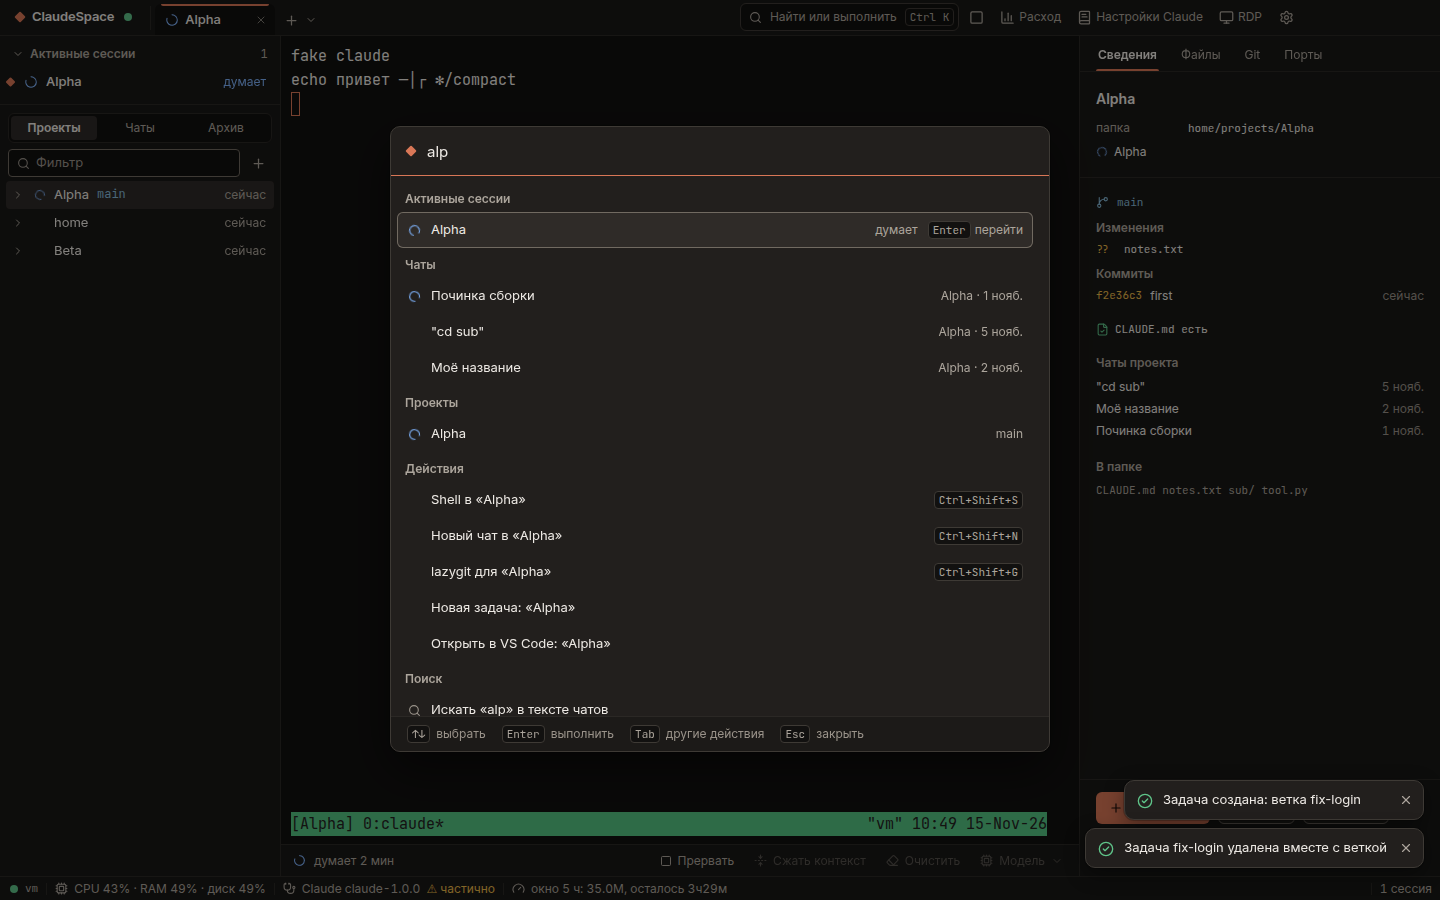 ClaudeSpace
Alpha
Найти или выполнить Ctrl K
Расход
Настройки Claude
RDP
Активные сессии 1
Alpha думает
Проекты Чаты Архив
Фильтр
Alpha main сейчас
home сейчас
Beta сейчас
fake claude
echo привет —│┌ ✻/compact
alp
Активные сессии
Alpha думает Enter перейти
Чаты
Починка сборки Alpha · 1 нояб.
"cd sub" Alpha · 5 нояб.
Моё название Alpha · 2 нояб.
Проекты
Alpha main
Действия
Shell в «Alpha» Ctrl+Shift+S
Новый чат в «Alpha» Ctrl+Shift+N
lazygit для «Alpha» Ctrl+Shift+G
Новая задача: «Alpha»
Открыть в VS Code: «Alpha»
Поиск
Искать «alp» в тексте чатов
↑↓ выбрать Enter выполнить Tab другие действия Esc закрыть
[Alpha] 0:claude* "vm" 10:49 15-Nov-26
думает 2 мин
Прервать
Сжать контекст
Очистить
Модель
Сведения Файлы Git Порты
Alpha
папка home/projects/Alpha
Alpha
main
Изменения
?? notes.txt
Коммиты
f2e36c3 first сейчас
CLAUDE.md есть
Чаты проекта
"cd sub" 5 нояб.
Моё название 2 нояб.
Починка сборки 1 нояб.
В папке
CLAUDE.md notes.txt sub/ tool.py
+
Задача создана: ветка fix-login
Задача fix-login удалена вместе с веткой
vm
CPU 43% · RAM 49% · диск 49%
Claude claude-1.0.0 ⚠ частично
окно 5 ч: 35.0M, осталось 3ч29м
1 сессия